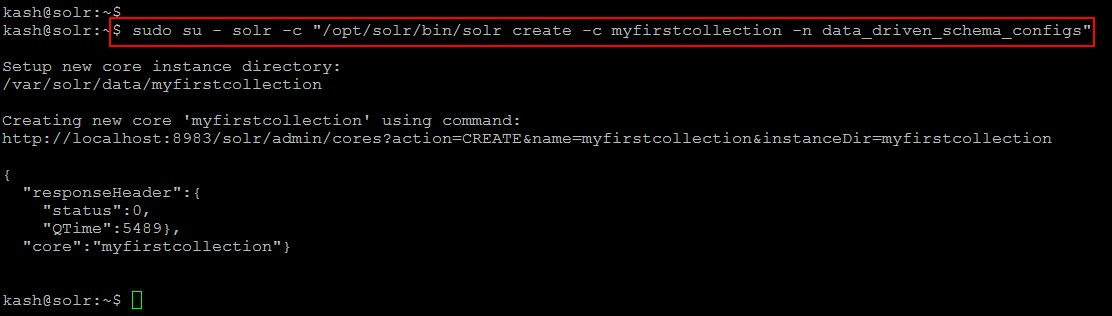 kash@solr:~$
kash@solr:~$ sudo su - solr -c "/opt/solr/bin/solr create -c myfirstcollection -n data_driven_schema_configs"
Setup new core instance directory:
/var/solr/data/myfirstcollection
Creating new core 'myfirstcollection' using command:
http://localhost:8983/solr/admin/cores?action=CREATE&name=myfirstcollection&instanceDir=myfirstcollection
{
  "responseHeader":{
    "status":0,
    "QTime":5489},
  "core":"myfirstcollection"}
kash@solr:~$